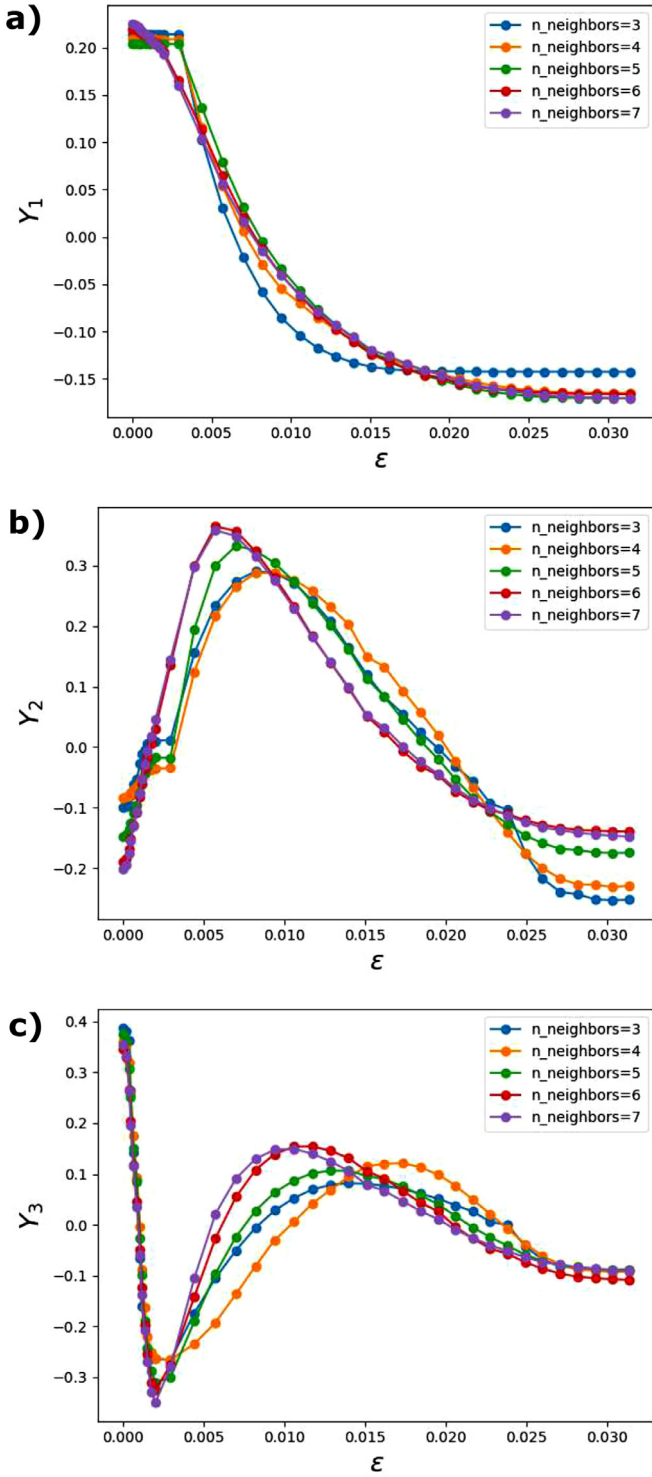 a)
0.20
0.15
0.10
0.05
0.00
−0.05
−0.10
−0.15
Y1
n_neighbors=3
n_neighbors=4
n_neighbors=5
n_neighbors=6
n_neighbors=7
0.000 0.005 0.010 0.015 0.020 0.025 0.030
ε
b)
0.3
0.2
0.1
0.0
−0.1
−0.2
Y2
n_neighbors=3
n_neighbors=4
n_neighbors=5
n_neighbors=6
n_neighbors=7
0.000 0.005 0.010 0.015 0.020 0.025 0.030
ε
c)
0.4
0.3
0.2
0.1
0.0
−0.1
−0.2
−0.3
Y3
n_neighbors=3
n_neighbors=4
n_neighbors=5
n_neighbors=6
n_neighbors=7
0.000 0.005 0.010 0.015 0.020 0.025 0.030
ε